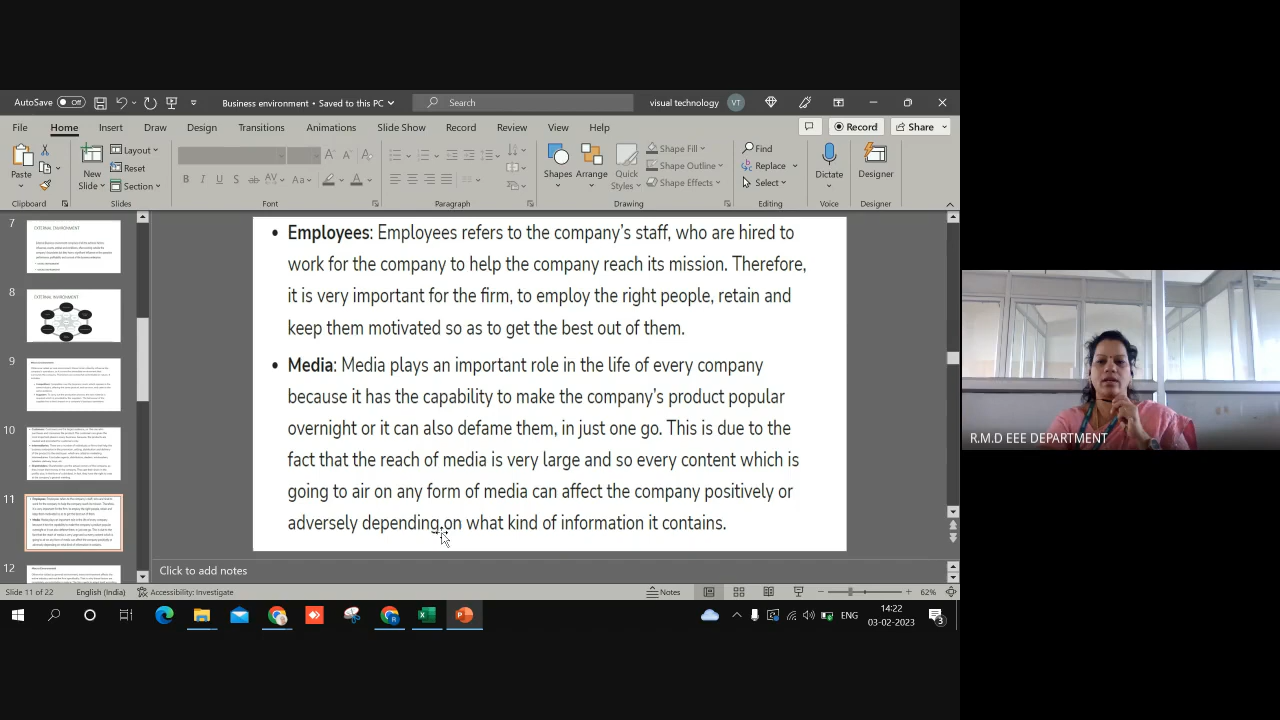 AutoSave Off
Business environment • Saved to this PC
Search
visual technology VT
File Home Insert Draw Design Transitions Animations Slide Show Record Review View Help
Record Share
Paste
New Slide
Layout
Reset
Section
Shapes
Arrange
Quick Styles
Shape Fill
Shape Outline
Shape Effects
Find
Replace
Select
Dictate
Designer
Clipboard Slides Font Paragraph Drawing Editing Voice Designer
7
EXTERNAL ENVIRONMENT
8
EXTERNAL ENVIRONMENT
9
10
11
12
• Employees: Employees refers to the company's staff, who are hired to
work for the company to help the company reach its mission. Therefore,
it is very important for the firm, to employ the right people, retain and
keep them motivated so as to get the best out of them.
• Media: Media plays an important role in the life of every company
because it has the capability to make the company's product popular
overnight or it can also defame them, in just one go. This is due to the
fact that the reach of media is very large and so every content which is
going to air on any form of media can affect the company positively or
adversely depending on what kind of information it contains.
Click to add notes
Slide 11 of 22 English (India) Accessibility: Investigate Notes 62%
ENG
14:22
03-02-2023
3
I.M.D EEE DEPARTMENT